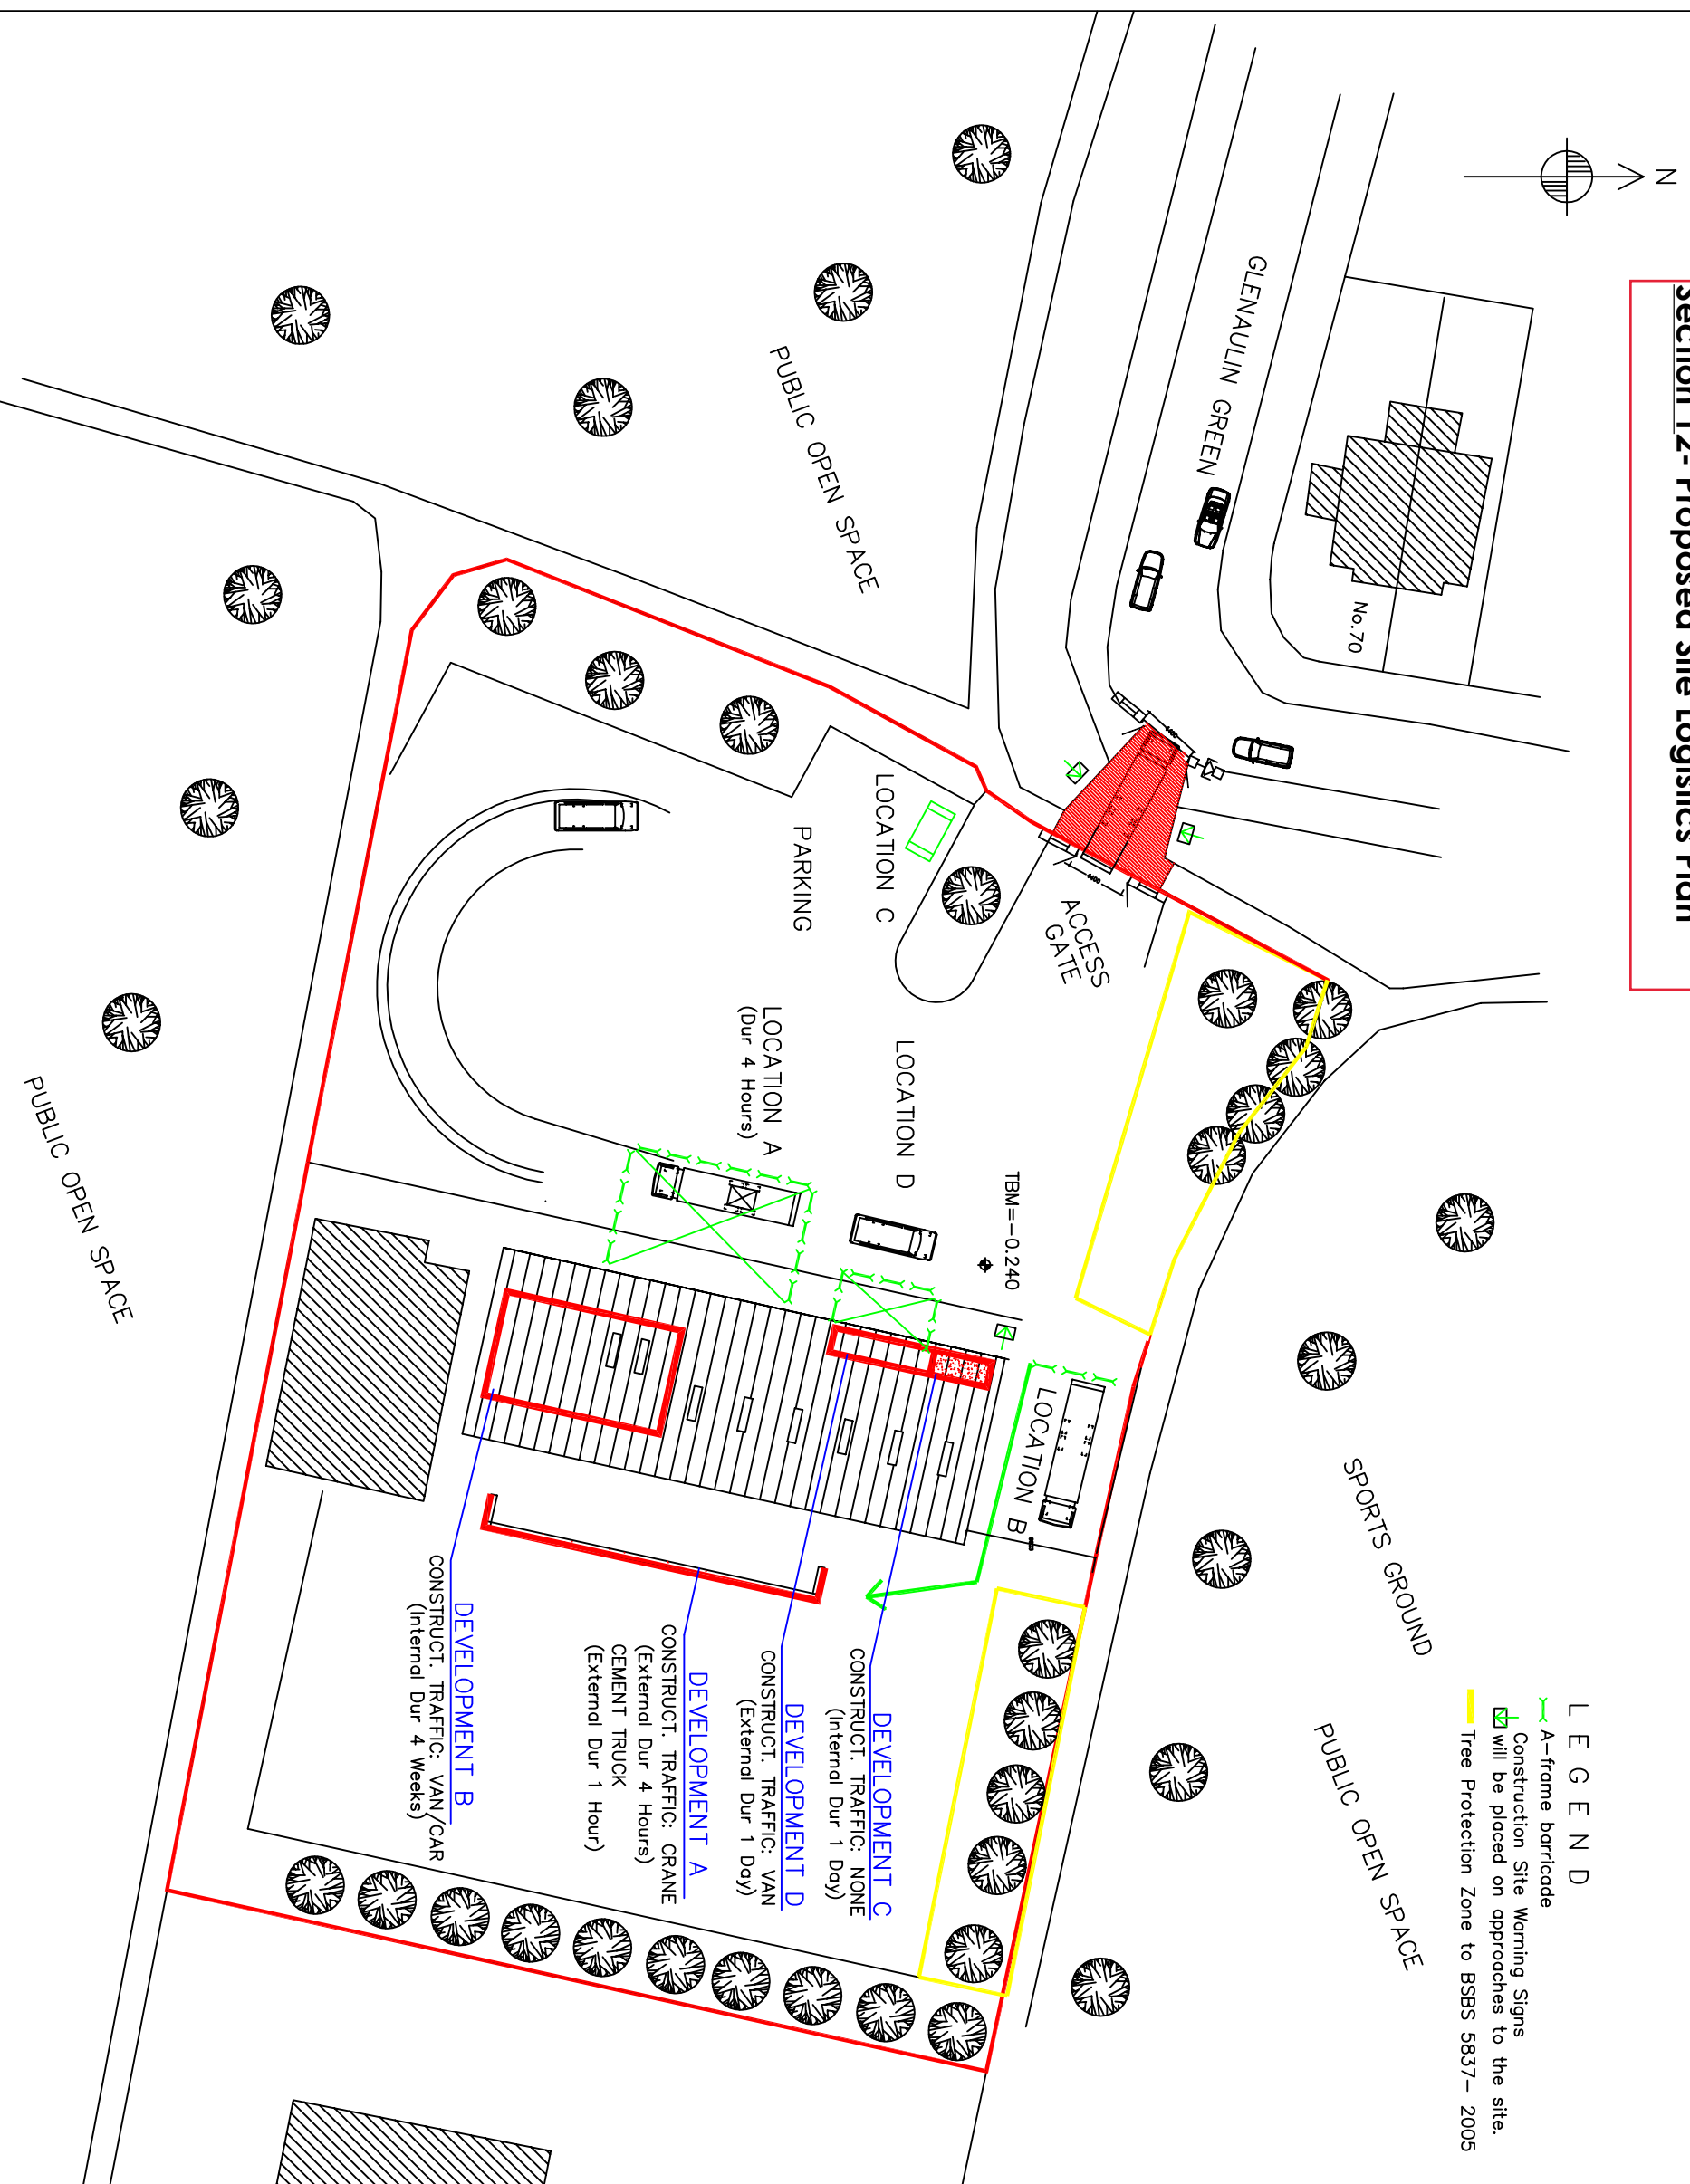 Section 12- Proposed Site Logistics Plan
N
GLENAULIN GREEN
No.70
PUBLIC OPEN SPACE
LOCATION C
PARKING
ACCESS
GATE
LOCATION A
(Dur 4 Hours)
LOCATION D
TBM=-0.240
LOCATION B
PUBLIC OPEN SPACE
SPORTS GROUND
PUBLIC OPEN SPACE
DEVELOPMENT C
CONSTRUCT. TRAFFIC: NONE
(Internal Dur 1 Day)
DEVELOPMENT D
CONSTRUCT. TRAFFIC: VAN
(External Dur 1 Day)
DEVELOPMENT A
CONSTRUCT. TRAFFIC: CRANE
(External Dur 4 Hours)
CEMENT TRUCK
(External Dur 1 Hour)
DEVELOPMENT B
CONSTRUCT. TRAFFIC: VAN/CAR
(Internal Dur 4 Weeks)
LEGEND
A-frame barricade
Construction Site Warning Signs
will be placed on approaches to the site.
Tree Protection Zone to BSBS 5837- 2005